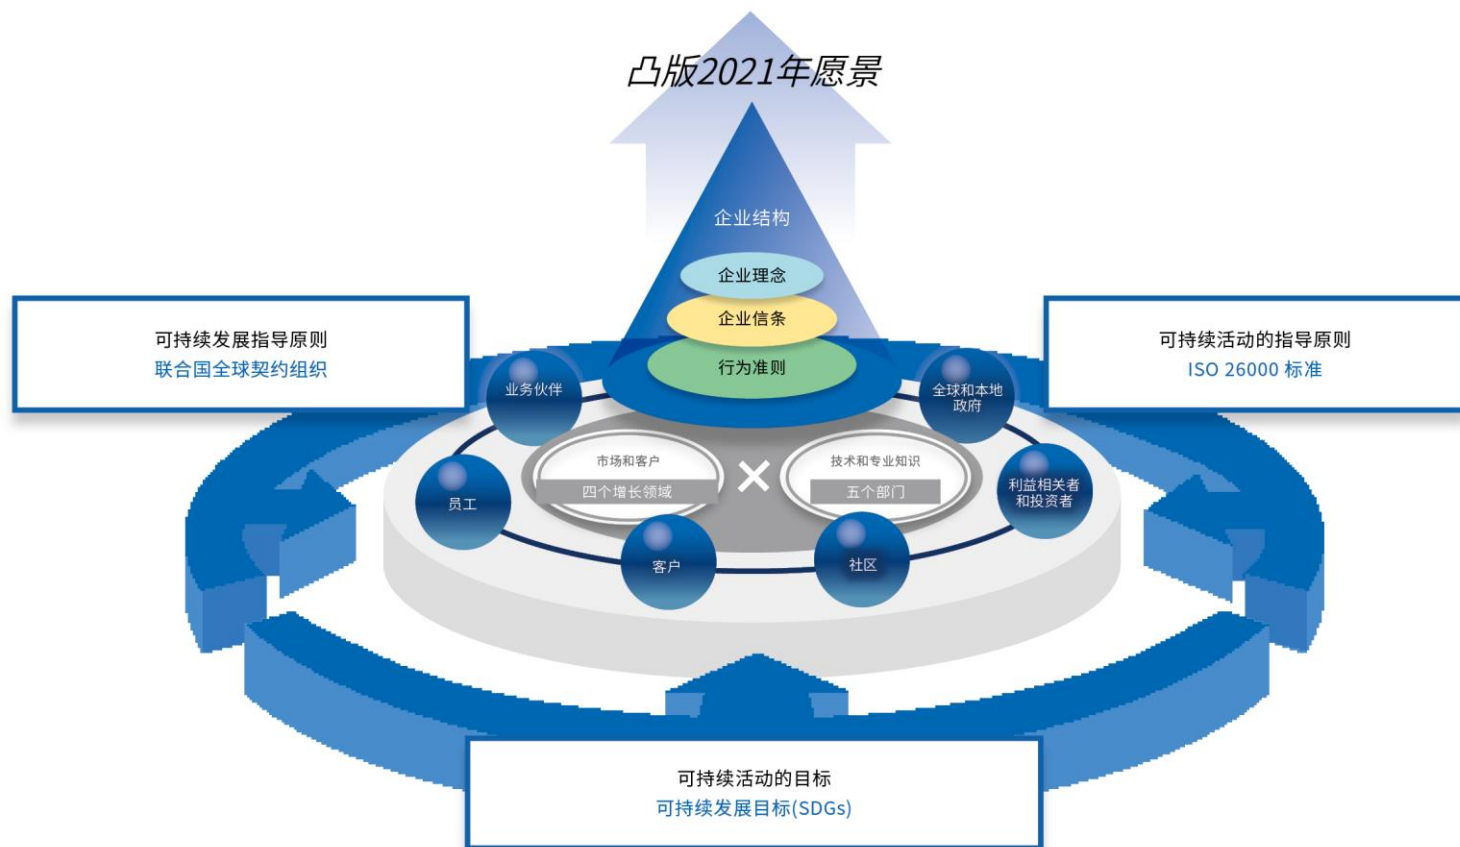 凸版2021年愿景
企业结构
企业理念
企业信条
行为准则
可持续发展指导原则
联合国全球契约组织
可持续活动的指导原则
ISO 26000 标准
业务伙伴
全球和本地
政府
市场和客户
四个增长领域
技术和专业知识
五个部门
员工
利益相关者
和投资者
客户
社区
可持续活动的目标
可持续发展目标(SDGs)